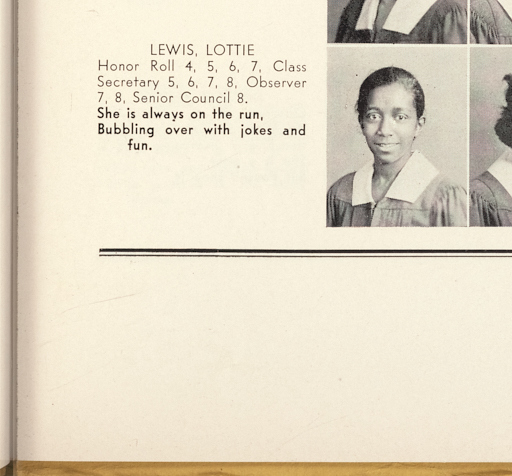 LEWIS, LOTTIE
Honor Roll 4, 5, 6, 7, Class
Secretary 5, 6, 7, 8, Observer
7, 8, Senior Council 8.
She is always on the run,
Bubbling over with jokes and
fun.